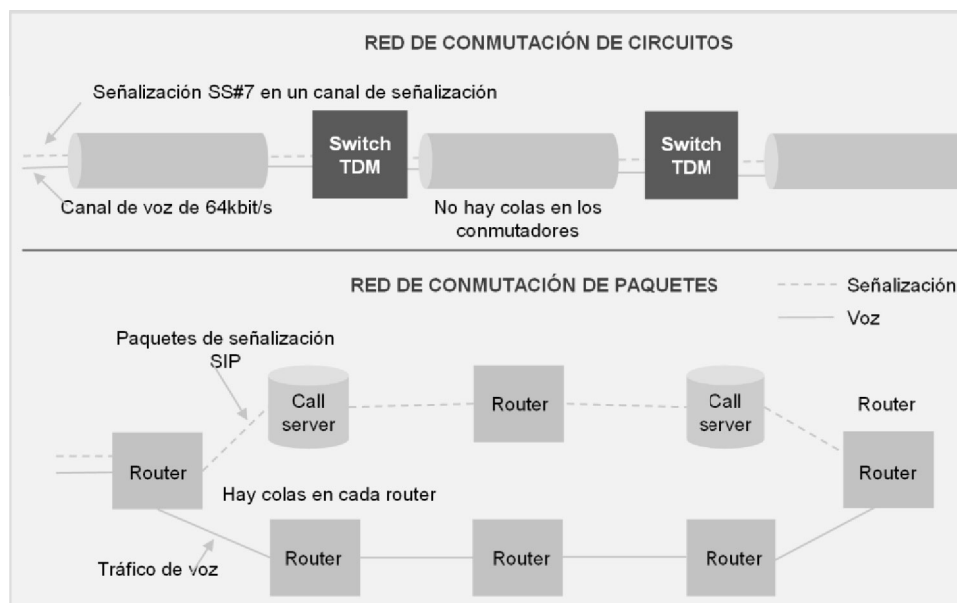 RED DE CONMUTACIÓN DE CIRCUITOS
Señalización SS#7 en un canal de señalización
Switch
TDM
Switch
TDM
Canal de voz de 64kbit/s
No hay colas en los
conmutadores
RED DE CONMUTACIÓN DE PAQUETES
Señalización
Voz
Paquetes de señalización
SIP
Call
server
Router
Call
server
Router
Router
Router
Hay colas en cada router
Router
Router
Router
Tráfico de voz